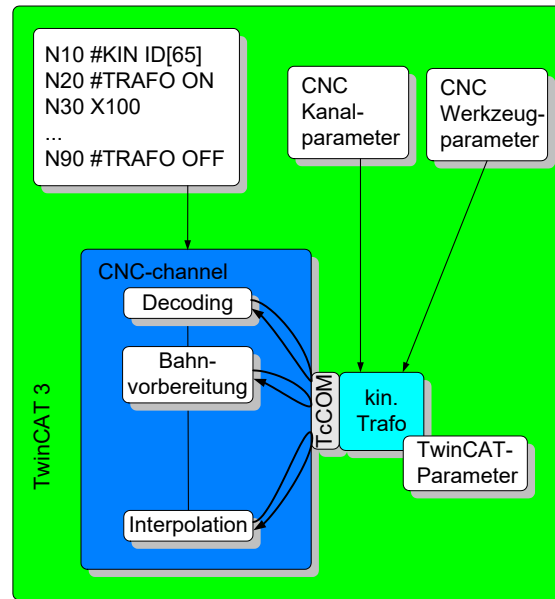 N10 #KIN ID[65]
N20 #TRAFO ON
N30 X100
...
N90 #TRAFO OFF
CNC
Kanal-
parameter
CNC
Werkzeug-
parameter
CNC-channel
Decoding
Bahn-
vorbereitung
Interpolation
TcCOM
kin.
Trafo
TwinCAT-
Parameter
TwinCAT 3